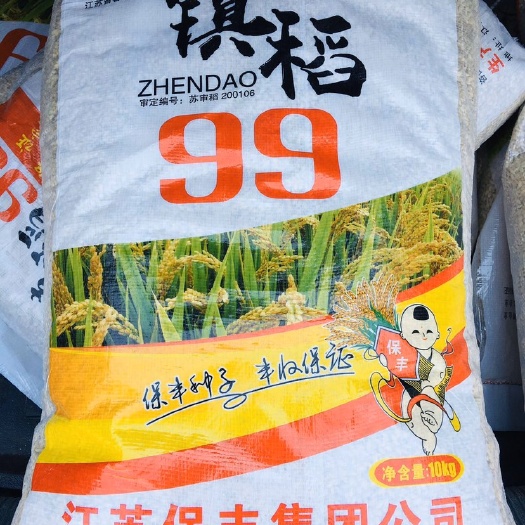 镇稻
ZHENDAO
审定编号：苏审稻 200106
99
保丰种子 丰收保证
保
丰
净含量:10kg
江苏保丰集团公司